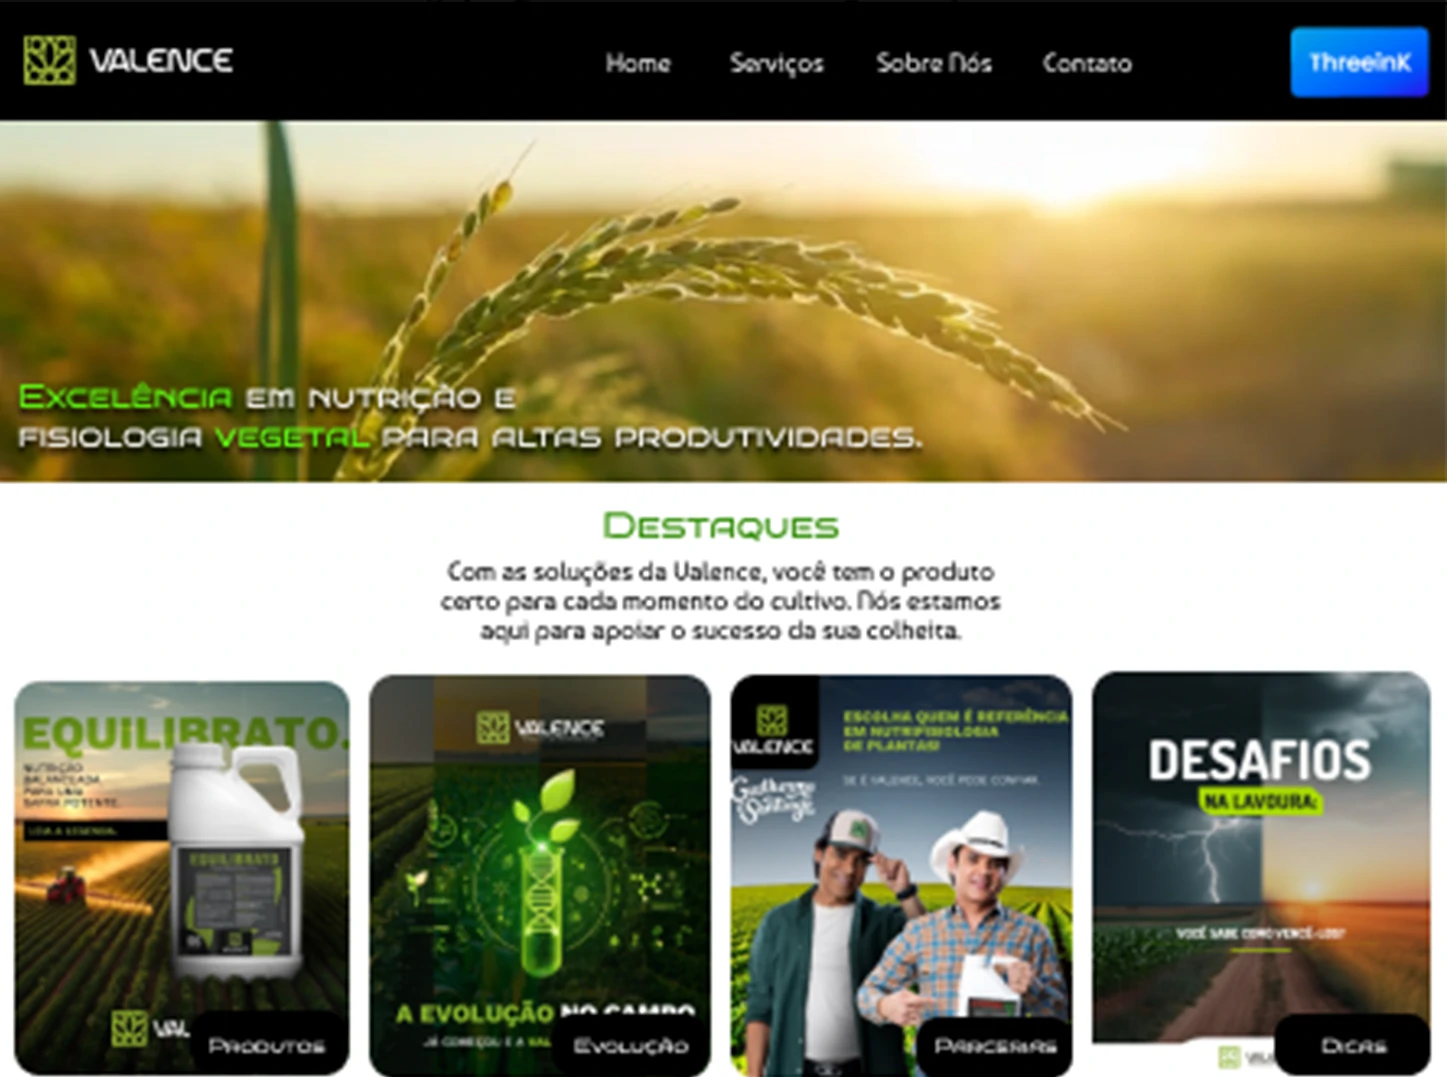 VALENCE
Home
Serviços
Sobre Nós
Contato
ThreeinK
Excelência em nutrição e
fisiologia vegetal para altas produtividades.
Destaques
Com as soluções da Valence, você tem o produto
certo para cada momento do cultivo. Nós estamos
aqui para apoiar o sucesso da sua colheita.
EQUILIBRATO.
NUTRIÇÃO
BALANCEADA
PARA UMA
SAFRA POTENTE.
LEIA A LEGENDA.
EQUILIBRATO
VAL
Produtos
VALENCE
A EVOLUÇÃO NO CAMPO
JÁ COMEÇOU E A VAL
Evolução
VALENCE
ESCOLHA QUEM É REFERÊNCIA
EM NUTRIFISIOLOGIA
DE PLANTAS!
SE É VALENCE, VOCÊ PODE CONFIAR.
Guilherme
& Santiago
Parcerias
DESAFIOS
NA LAVOURA:
VOCÊ SABE COMO VENCÊ-LOS?
Dicas